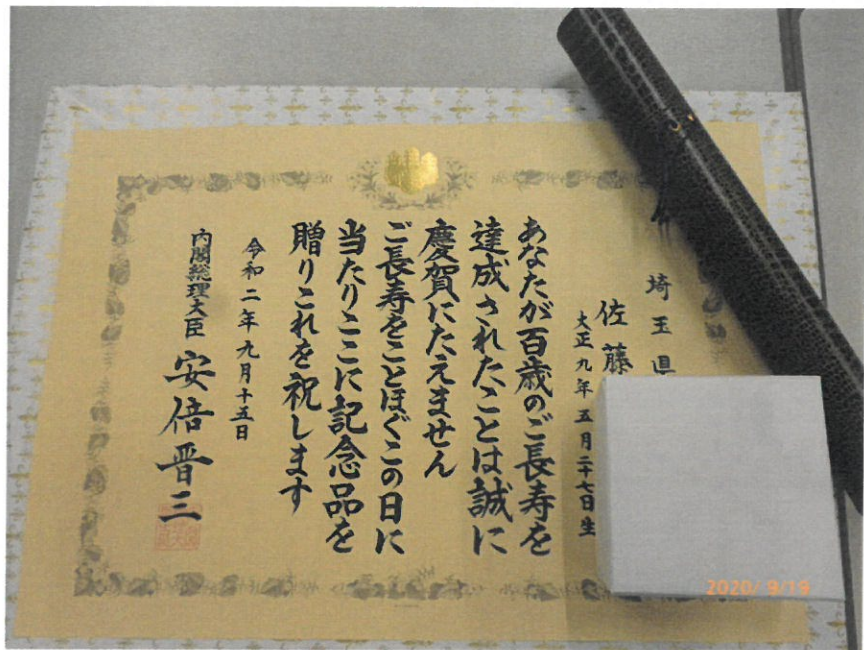 埼玉県
佐藤
大正九年五月二十七日生
あなたが百歳のご長寿を
達成されたことは誠に
慶賀にたえません
ご長寿をことほぐこの日に
当たりここに記念品を
贈りこれを祝します
令和二年九月十五日
内閣総理大臣 安倍晋三
2020/ 9/19